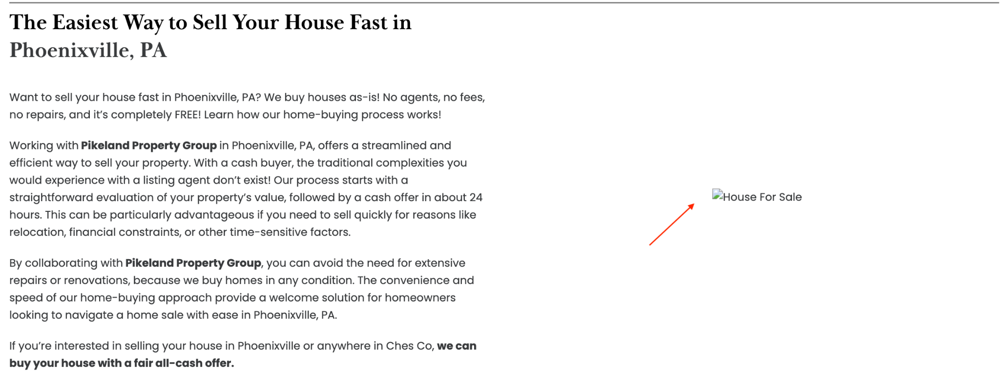 The Easiest Way to Sell Your House Fast in
Phoenixville, PA
Want to sell your house fast in Phoenixville, PA? We buy houses as-is! No agents, no fees,
no repairs, and it’s completely FREE! Learn how our home-buying process works!
Working with Pikeland Property Group in Phoenixville, PA, offers a streamlined and
efficient way to sell your property. With a cash buyer, the traditional complexities you
would experience with a listing agent don’t exist! Our process starts with a
straightforward evaluation of your property’s value, followed by a cash offer in about 24
hours. This can be particularly advantageous if you need to sell quickly for reasons like
relocation, financial constraints, or other time-sensitive factors.
By collaborating with Pikeland Property Group, you can avoid the need for extensive
repairs or renovations, because we buy homes in any condition. The convenience and
speed of our home-buying approach provide a welcome solution for homeowners
looking to navigate a home sale with ease in Phoenixville, PA.
If you’re interested in selling your house in Phoenixville or anywhere in Ches Co, we can
buy your house with a fair all-cash offer.
House For Sale